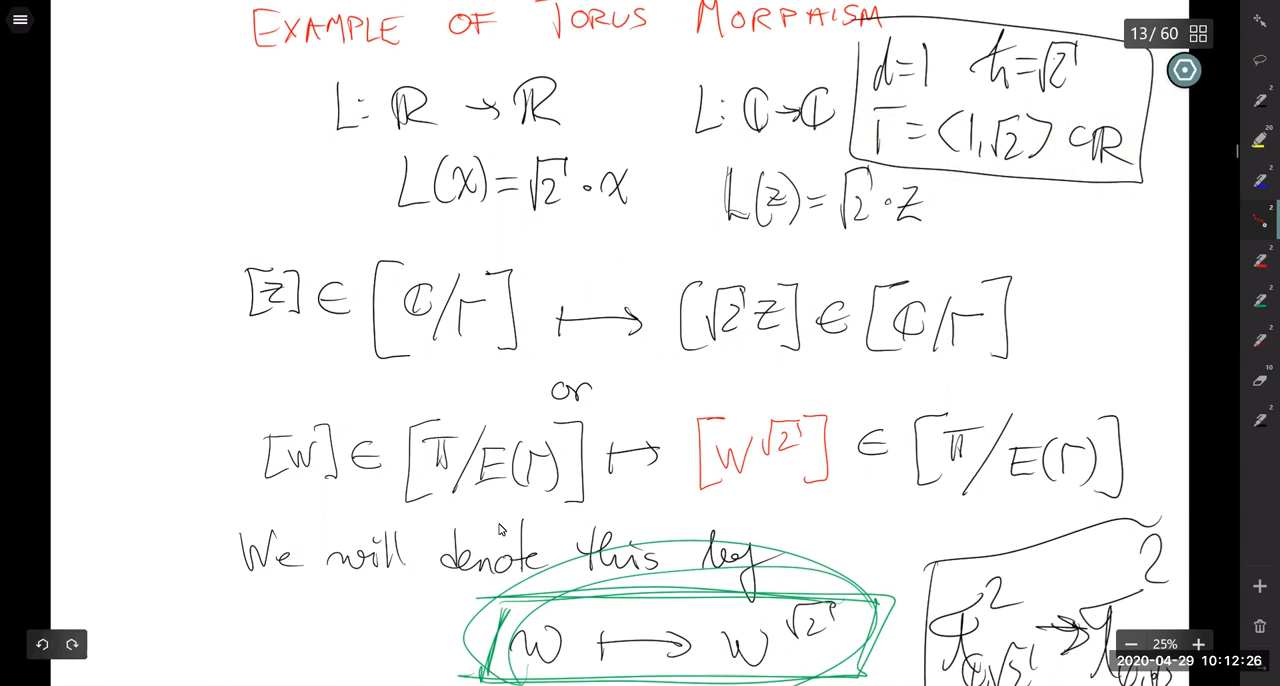 EXAMPLE OF TORUS MORPHISM
13/60
d=1 ħ=√2
Γ=⟨1,√2⟩ ⊂ ℝ
L: ℝ → ℝ
L: ℂ → ℂ
L(x)=√2·x
L(z)=√2·z
[z] ∈ [ℂ/Γ] ↦ [√2 z] ∈ [ℂ/Γ]
or
[w] ∈ [𝕋/E(Γ)] ↦ [w^√2] ∈ [𝕋/E(Γ)]
We will denote this by
w ↦ w^√2
25%
2020-04-29 10:12:26